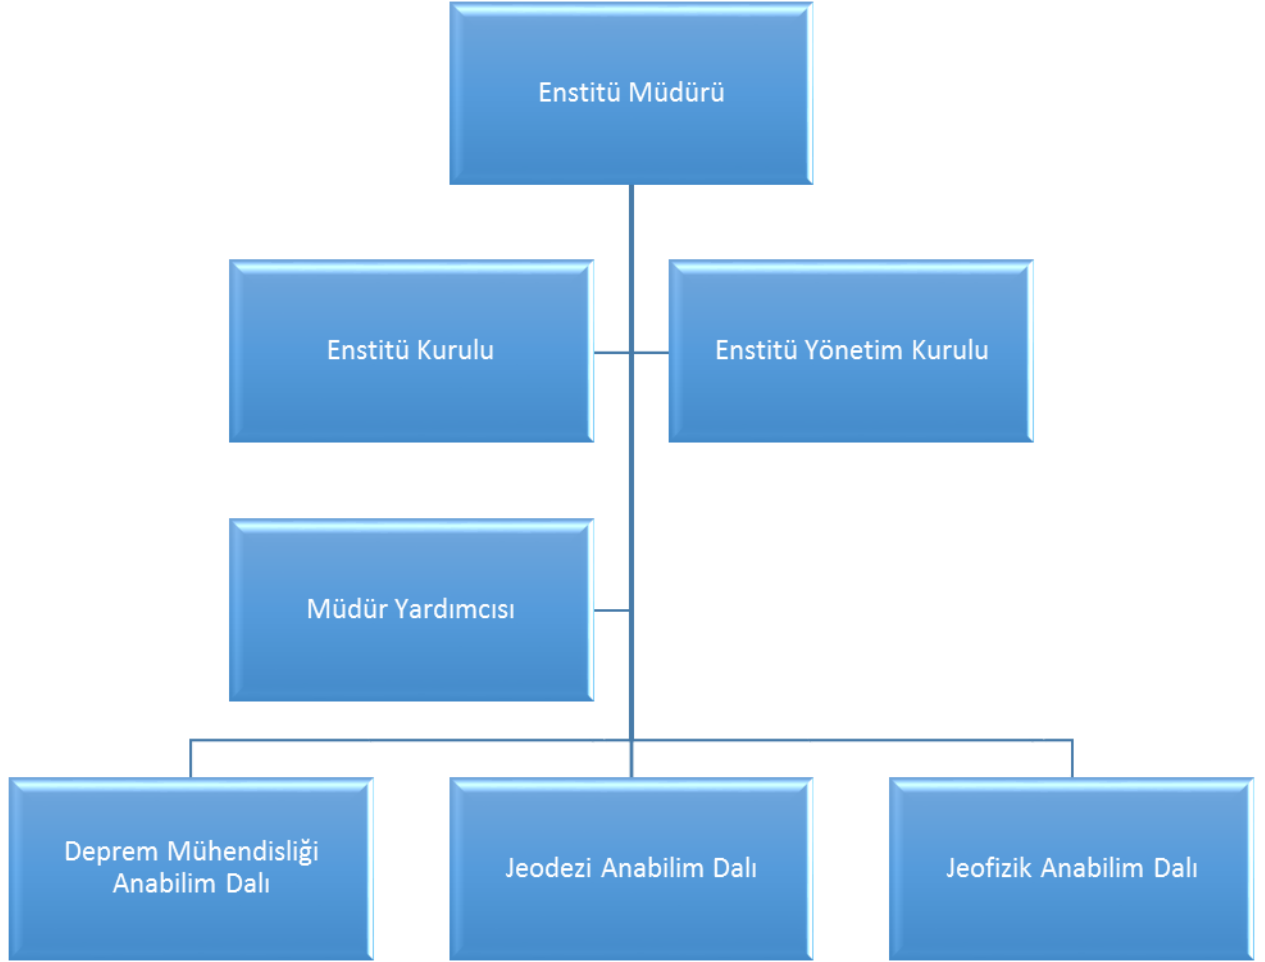 Enstitü Müdürü
Enstitü Kurulu
Enstitü Yönetim Kurulu
Müdür Yardımcısı
Deprem Mühendisliği
Anabilim Dalı
Jeodezi Anabilim Dalı
Jeofizik Anabilim Dalı